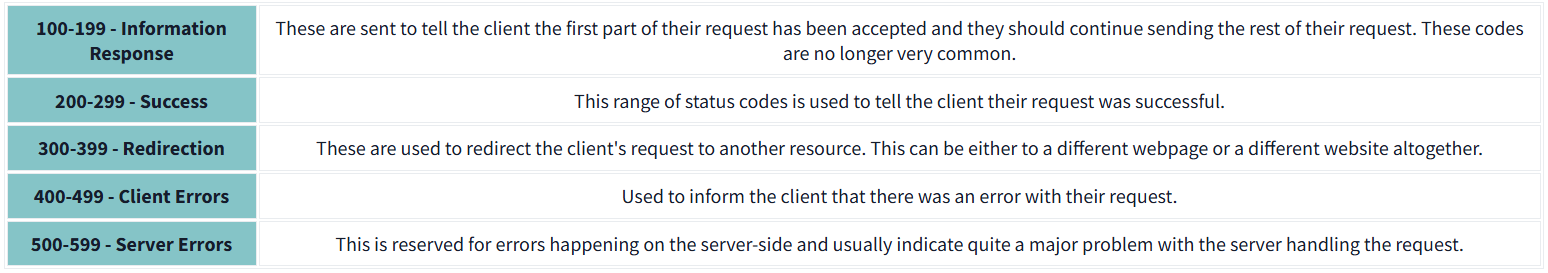 100-199 - Information
Response
These are sent to tell the client the first part of their request has been accepted and they should continue sending the rest of their request. These codes
are no longer very common.
200-299 - Success
This range of status codes is used to tell the client their request was successful.
300-399 - Redirection
These are used to redirect the client's request to another resource. This can be either to a different webpage or a different website altogether.
400-499 - Client Errors
Used to inform the client that there was an error with their request.
500-599 - Server Errors
This is reserved for errors happening on the server-side and usually indicate quite a major problem with the server handling the request.